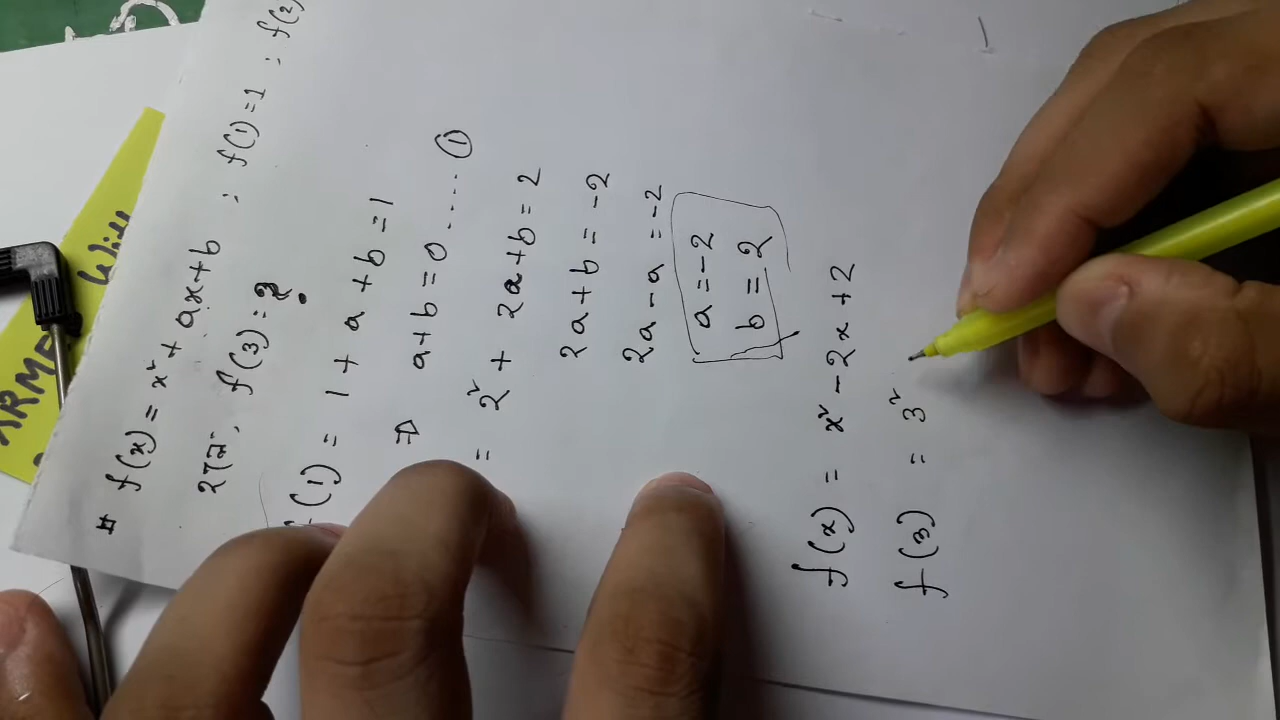 # f(x) = x² + ax + b : f(1) = 1 : f(2)
হলে, f(3) = ?
(1) = 1 + a + b = 1
⇒ a + b = 0 ..... ①
= 2² + 2a + b = 2
2a + b = -2
2a - a = -2
a = -2
b = 2
f(x) = x² - 2x + 2
f(3) = 3²